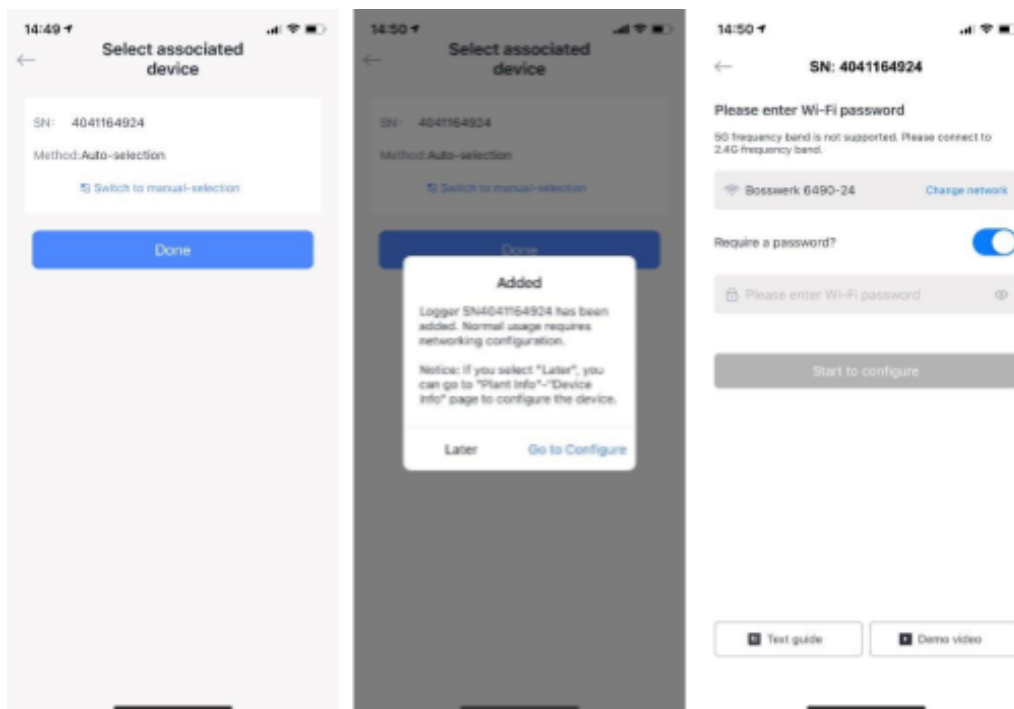 14:49
Select associated
device
SN: 4041164924
Method:Auto-selection
Switch to manual-selection
Done
14:50
Select associated
device
SN: 4041164924
Method:Auto-selection
Switch to manual-selection
Done
Added
Logger SN4041164924 has been
added. Normal usage requires
networking configuration.
Notice: If you select "Later", you
can go to "Plant Info"-"Device
Info" page to configure the device.
Later Go to Configure
14:50
SN: 4041164924
Please enter Wi-Fi password
5G frequency band is not supported. Please connect to
2.4G frequency band.
Bosswerk 6490-24 Change network
Require a password?
Please enter Wi-Fi password
Start to configure
Text guide Demo video